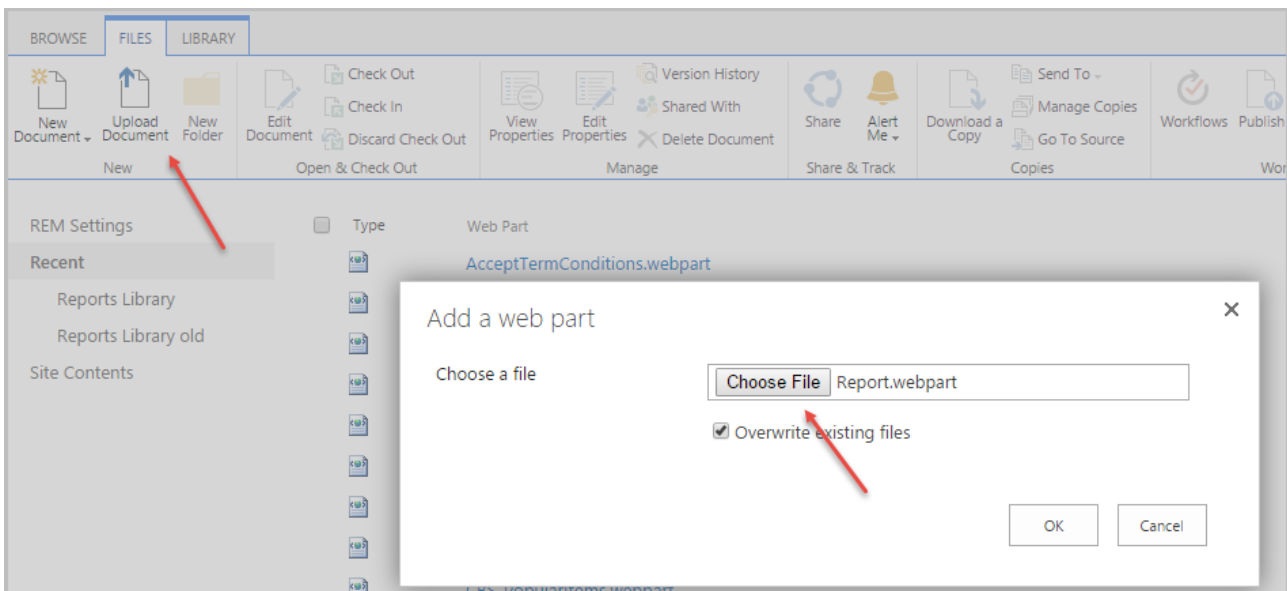 BROWSE FILES LIBRARY
New Document
Upload Document
New Folder
Edit Document
Check Out
Check In
Discard Check Out
View Properties
Edit Properties
Version History
Shared With
Delete Document
Share
Alert Me
Download a Copy
Send To
Manage Copies
Go To Source
Workflows
Publish
New
Open & Check Out
Manage
Share & Track
Copies
Wor
REM Settings
Recent
Reports Library
Reports Library old
Site Contents
Type Web Part
AcceptTermConditions.webpart
Add a web part
Choose a file
Choose File Report.webpart
Overwrite existing files
OK Cancel